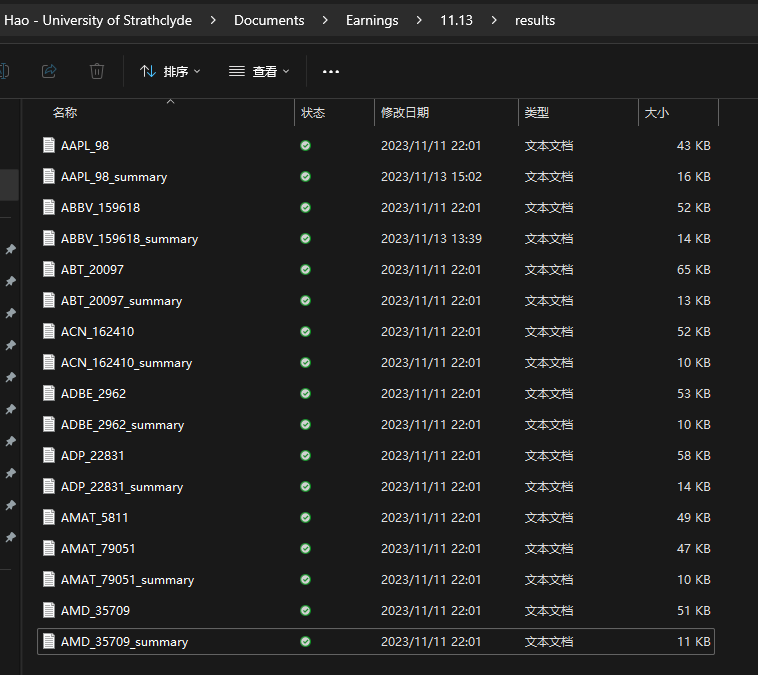 Hao - University of Strathclyde > Documents > Earnings > 11.13 > results
排序 查看 •••
名称 状态 修改日期 类型 大小
AAPL_98 2023/11/11 22:01 文本文档 43 KB
AAPL_98_summary 2023/11/13 15:02 文本文档 16 KB
ABBV_159618 2023/11/11 22:01 文本文档 52 KB
ABBV_159618_summary 2023/11/13 13:39 文本文档 14 KB
ABT_20097 2023/11/11 22:01 文本文档 65 KB
ABT_20097_summary 2023/11/11 22:01 文本文档 13 KB
ACN_162410 2023/11/11 22:01 文本文档 52 KB
ACN_162410_summary 2023/11/11 22:01 文本文档 10 KB
ADBE_2962 2023/11/11 22:01 文本文档 53 KB
ADBE_2962_summary 2023/11/11 22:01 文本文档 10 KB
ADP_22831 2023/11/11 22:01 文本文档 58 KB
ADP_22831_summary 2023/11/11 22:01 文本文档 14 KB
AMAT_5811 2023/11/11 22:01 文本文档 49 KB
AMAT_79051 2023/11/11 22:01 文本文档 47 KB
AMAT_79051_summary 2023/11/11 22:01 文本文档 10 KB
AMD_35709 2023/11/11 22:01 文本文档 51 KB
AMD_35709_summary 2023/11/11 22:01 文本文档 11 KB